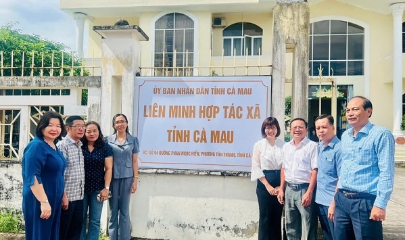 ỦY BAN NHÂN DÂN TỈNH CÀ MAU
LIÊN MINH HỢP TÁC XÃ
TỈNH CÀ MAU